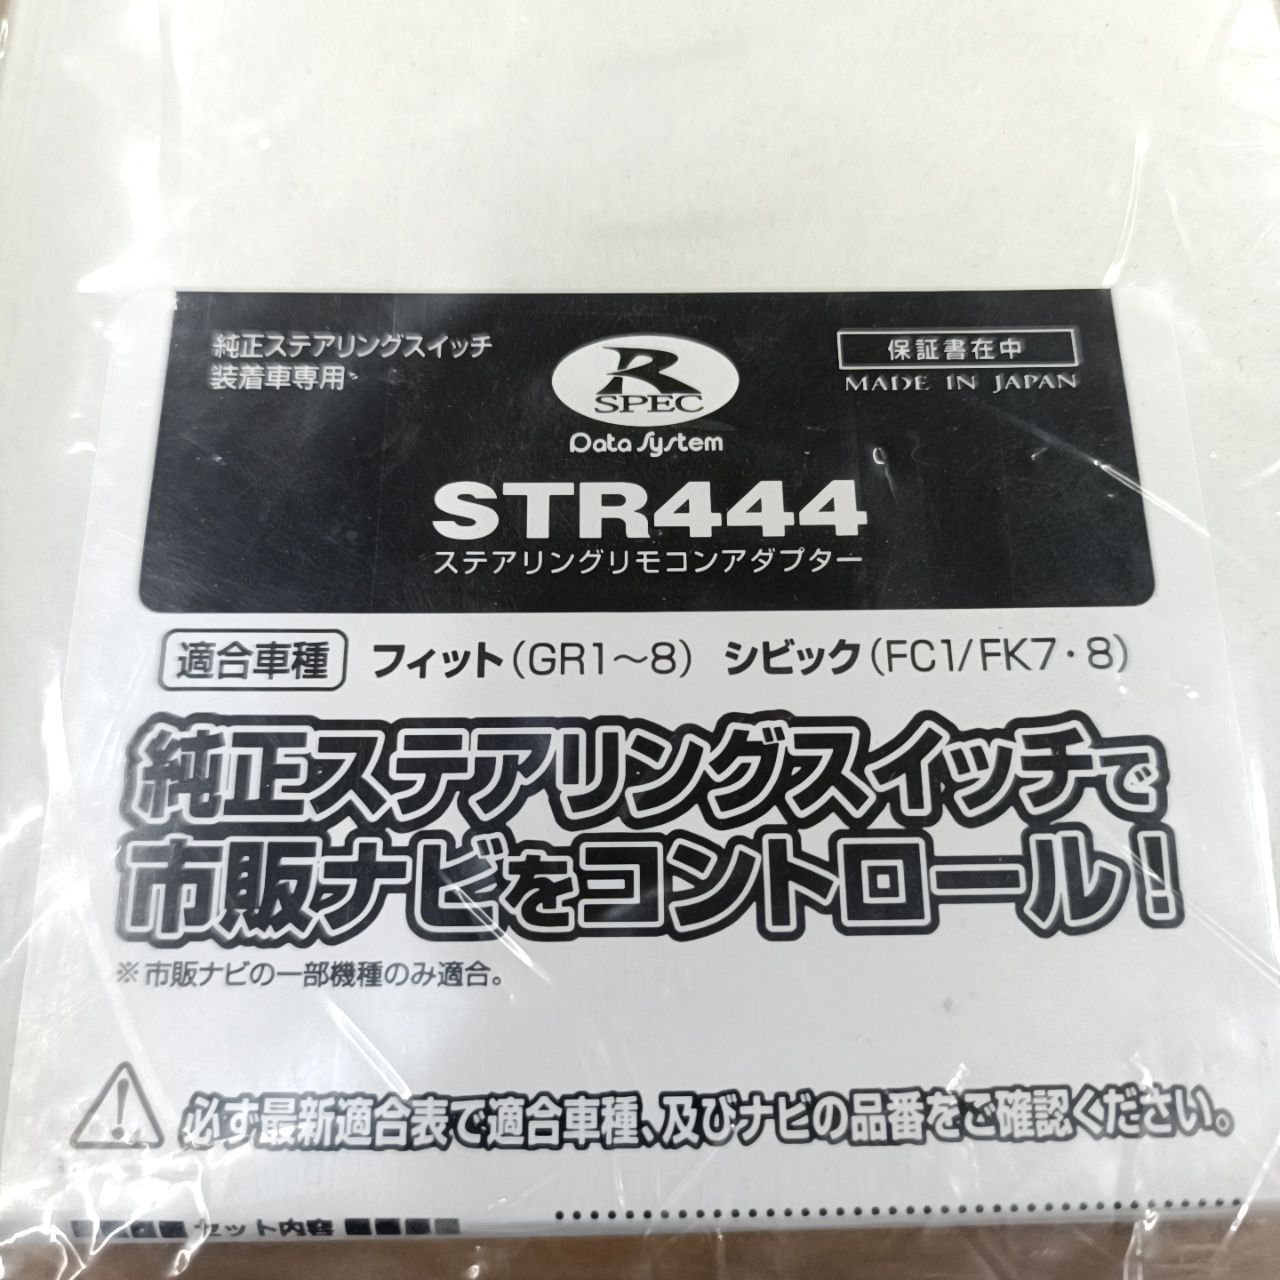 純正ステアリングスイッチ
装着車専用
R
SPEC
Data System
保証書在中
MADE IN JAPAN
STR444
ステアリングリモコンアダプター
適合車種 フィット(GR1〜8) シビック(FC1/FK7・8)
純正ステアリングスイッチで
市販ナビをコントロール!
※市販ナビの一部機種のみ適合。
必ず最新適合表で適合車種、及びナビの品番をご確認ください。
セット内容